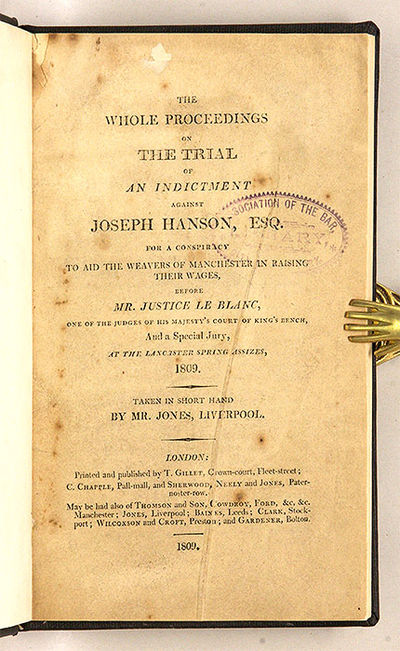 THE
WHOLE PROCEEDINGS
ON
THE TRIAL
OF
AN INDICTMENT
AGAINST
JOSEPH HANSON, ESQ.
FOR A CONSPIRACY
TO AID THE WEAVERS OF MANCHESTER IN RAISING
THEIR WAGES,
BEFORE
MR. JUSTICE LE BLANC,
ONE OF THE JUDGES OF HIS MAJESTY'S COURT OF KING'S BENCH,
And a Special Jury,
AT THE LANCASTER SPRING ASSIZES,
1809.
TAKEN IN SHORT HAND
BY MR. JONES, LIVERPOOL.
LONDON:
Printed and published by T. GILLET, Crown-court, Fleet-street;
C. CHAPPLE, Pall-mall, and SHERWOOD, NEELY and JONES, Pater-
noster-row.
May be had also of THOMSON and SON, COWDROY, FORD, &c. &c.
Manchester; JONES, Liverpool; BAINES, Leeds; CLARK, Stock-
port; WILCOXSON and CROFT, Preston; and GARDENER, Bolton.
1809.
SOCIATION OF THE BAR,